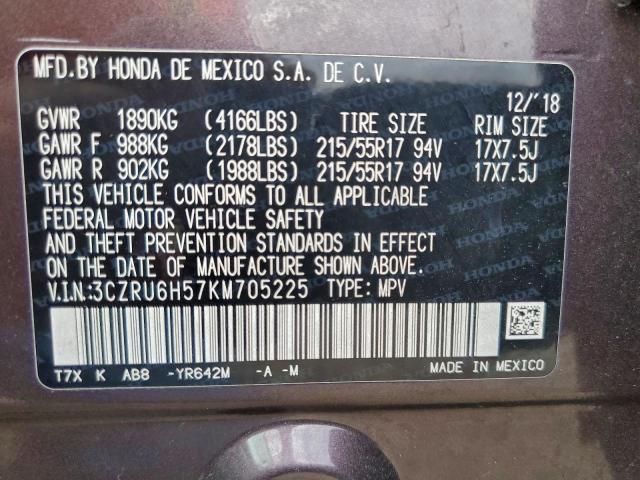 MFD.BY HONDA DE MEXICO S.A. DE C.V.
12/'18
GVWR 1890KG (4166LBS) TIRE SIZE RIM SIZE
GAWR F 988KG (2178LBS) 215/55R17 94V 17X7.5J
GAWR R 902KG (1988LBS) 215/55R17 94V 17X7.5J
THIS VEHICLE CONFORMS TO ALL APPLICABLE
FEDERAL MOTOR VEHICLE SAFETY
AND THEFT PREVENTION STANDARDS IN EFFECT
ON THE DATE OF MANUFACTURE SHOWN ABOVE.
V.I.N:3CZRU6H57KM705225 TYPE: MPV
T7X K AB8 -YR642M -A -M MADE IN MEXICO